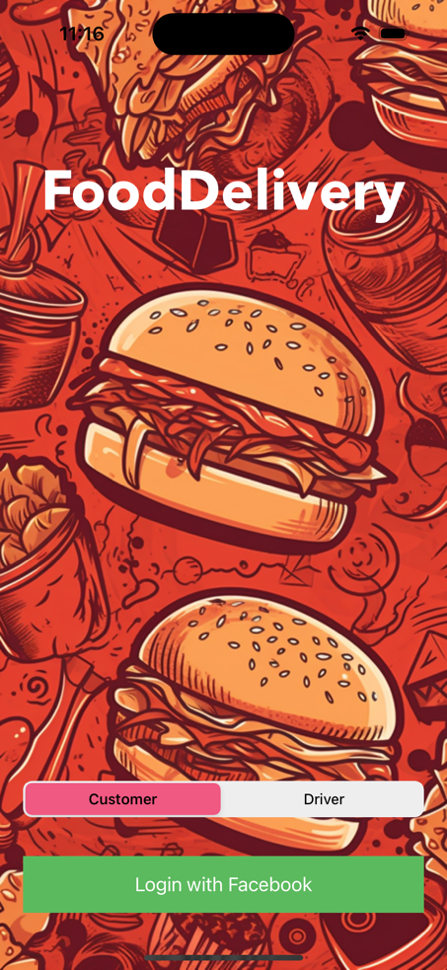 11:16
FoodDelivery
Customer
Driver
Login with Facebook